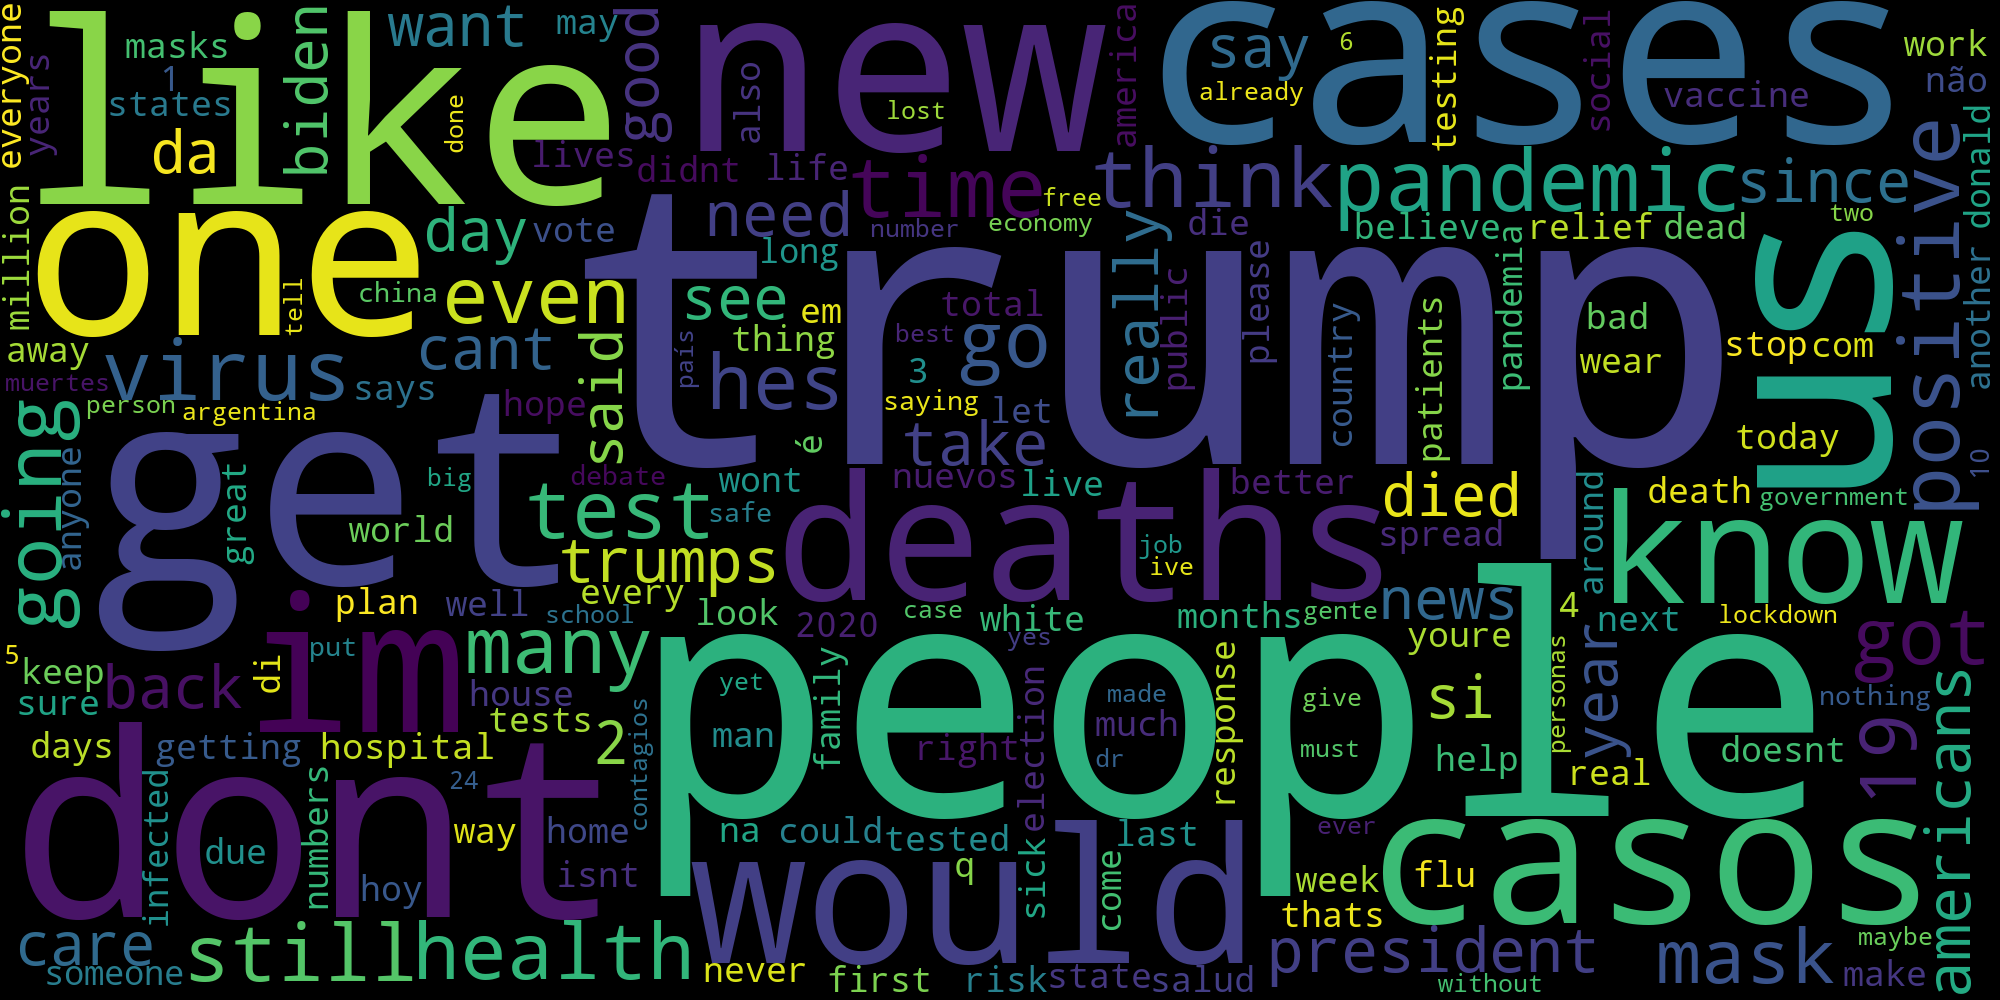 like
new
cases
one
trump
us
get
people
dont
im
deaths
know
would
casos
masks
1
states
da
everyone
years
biden
want
may
good
also
lost
america
say
6
already
testing
social
work
não
vaccine
done
lives
didnt
life
time
free
think
pandemic
since
positive
donald
million
day
vote
need
number
economy
die
believe
relief
dead
two
a
long
really
tell
china
even
see
em
total
public
please
country
patients
pandemia
bad
another
away
virus
cant
said
país
thing
best
go
hes
3
wear
stop
com
muertes
says
person
argentina
hope
saying
let
take
é
today
10
going
anyone
great
big
debate
wont
nuevos
live
better
died
around
death
government
world
test
safe
spread
job
ive
trumps
plan
well
every
school
look
2020
case
white
yes
months
gente
news
4
year
next
lockdown
got
5
keep
sure
back
di
put
many
house
tests
family
yet
man
election
right
made
much
dr
response
give
must
youre
si
personas
nothing
19
americans
days
getting
hospital
2
contagios
help
real
doesnt
infected
due
numbers
24
hoy
way
home
isnt
na
could
tested
q
sick
come
last
ever
week
flu
thats
care
someone
still
health
never
first
risk
state
salud
president
without
mask
maybe
make